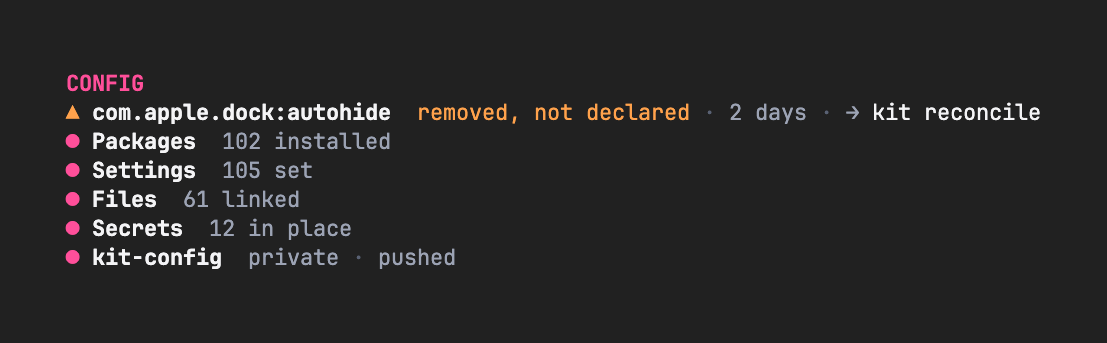 CONFIG
▲ com.apple.dock:autohide  removed, not declared · 2 days · → kit reconcile
● Packages  102 installed
● Settings  105 set
● Files  61 linked
● Secrets  12 in place
● kit-config  private · pushed